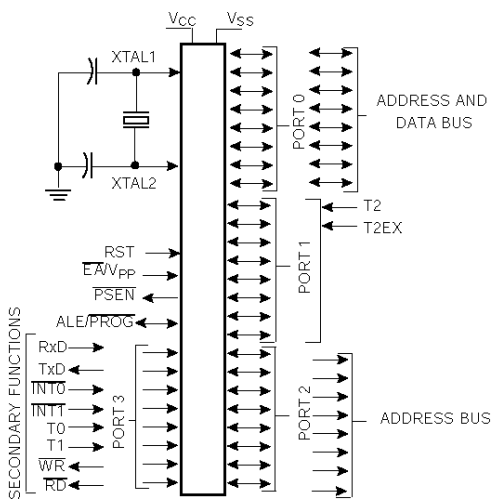 VCC VSS
XTAL1
XTAL2
PORT 0
ADDRESS AND
DATA BUS
PORT 1
T2
T2EX
RST
EA/VPP
PSEN
ALE/PROG
SECONDARY FUNCTIONS
RxD
TxD
INT0
INT1
T0
T1
WR
RD
PORT 3
PORT 2
ADDRESS BUS